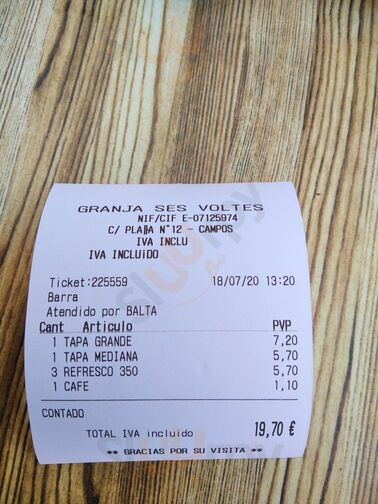 GRANJA SES VOLTES
NIF/CIF E-07125974
C/ PLAÑA N°12 - CAMPOS
IVA INCLU
IVA INCLUiDO
Ticket:225559 18/07/20 13:20
Barra
Atendido por BALTA
Cant Articulo PVP
1 TAPA GRANDE 7,20
1 TAPA MEDIANA 5,70
3 REFRESCO 350 5,70
1 CAFE 1,10
CONTADO
TOTAL IVA incluido 19,70 €
** GRACIAS POR SU VISITA **